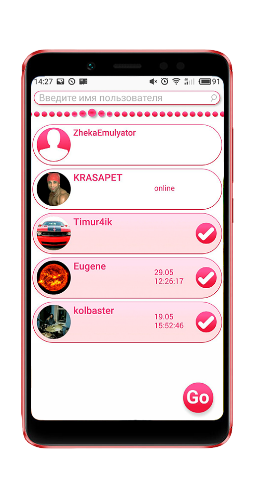 14:27 91
Введите имя пользователя
ZhekaEmulyator
KRASAPET
online
Timur4ik
Eugene
29.05
12:26:17
kolbaster
19.05
15:52:46
Go